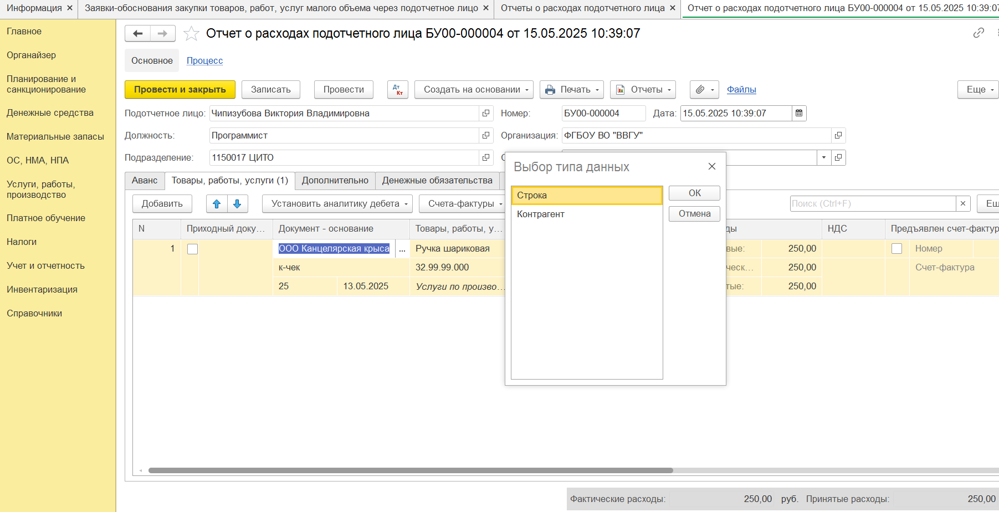 Информация × Заявки-обоснования закупки товаров, работ, услуг малого объема через подотчетное лицо × Отчеты о расходах подотчетного лица × Отчет о расходах подотчетного лица БУ00-000004 от 15.05.2025 10:39:07
Главное
Органайзер
Планирование и
санкционирование
Денежные средства
Материальные запасы
ОС, НМА, НПА
Услуги, работы,
производство
Платное обучение
Налоги
Учет и отчетность
Инвентаризация
Справочники
Отчет о расходах подотчетного лица БУ00-000004 от 15.05.2025 10:39:07
Основное Процесс
Провести и закрыть Записать Провести Дт Кт Создать на основании Печать Отчеты Файлы Еще
Подотчетное лицо: Чипизубова Виктория Владимировна Номер: БУ00-000004 Дата: 15.05.2025 10:39:07
Должность: Программист Организация: ФГБОУ ВО "ВВГУ"
Подразделение: 1150017 ЦИТО
Аванс Товары, работы, услуги (1) Дополнительно Денежные обязательства
Добавить Установить аналитику дебета Счета-фактуры Поиск (Ctrl+F) × Ещ
N Приходный доку... Документ - основание Товары, работы, у... ды НДС Предъявлен счет-фактур
1 ООО Канцелярская крыса ... Ручка шариковая вые: 250,00 Номер
к-чек 32.99.99.000 ческ... 250,00 Счет-фактура
25 13.05.2025 Услуги по произво... тые: 250,00
Выбор типа данных
Строка
Контрагент
ОК
Отмена
Фактические расходы: 250,00 руб. Принятые расходы: 250,00